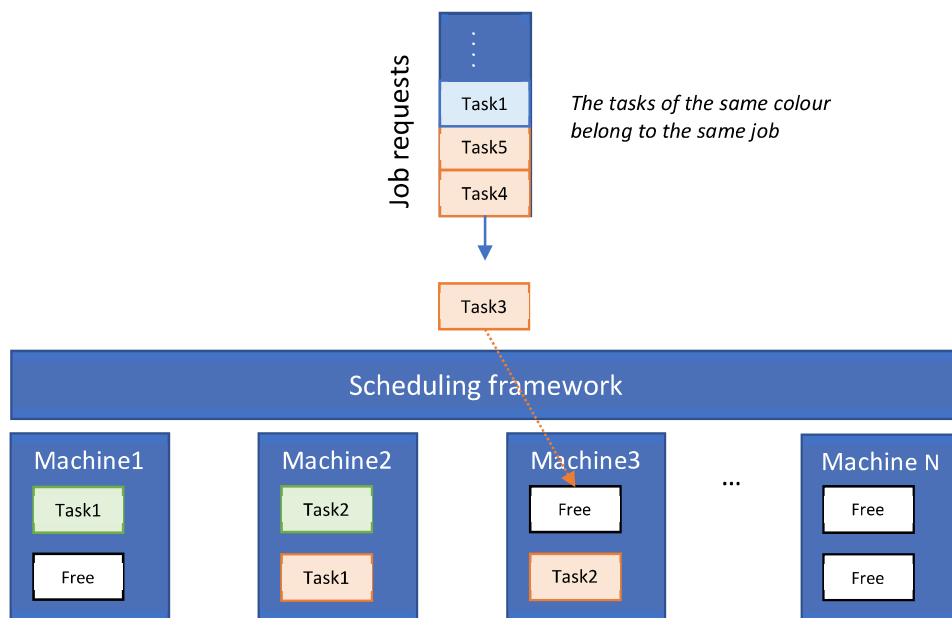 Job requests
. . . .
Task1
Task5
Task4
The tasks of the same colour
belong to the same job
Task3
Scheduling framework
Machine1
Task1
Free
Machine2
Task2
Task1
Machine3
Free
Task2
...
Machine N
Free
Free